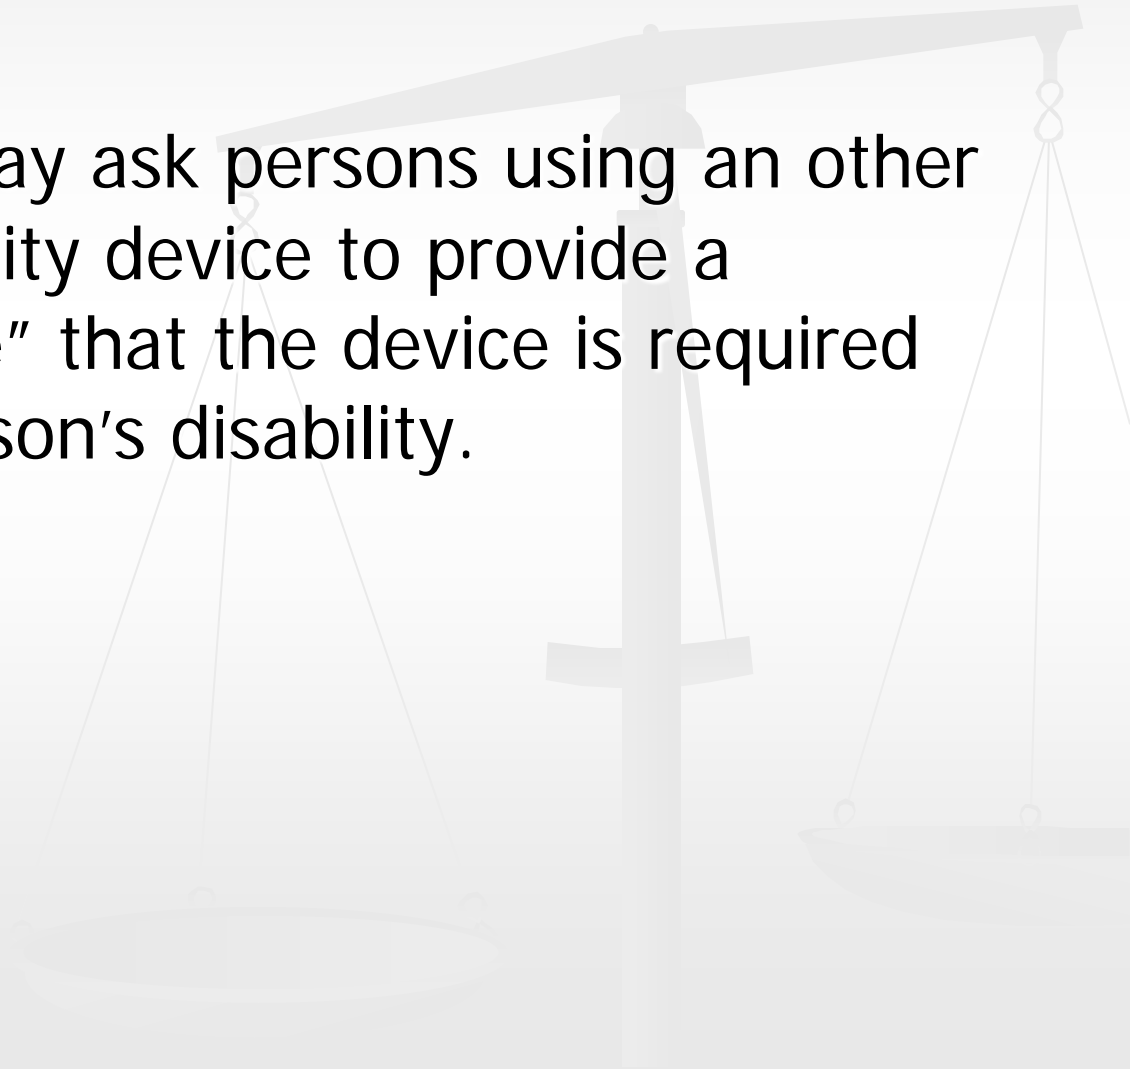 ay ask persons using an other
ity device to provide a
e” that the device is required
son’s disability.